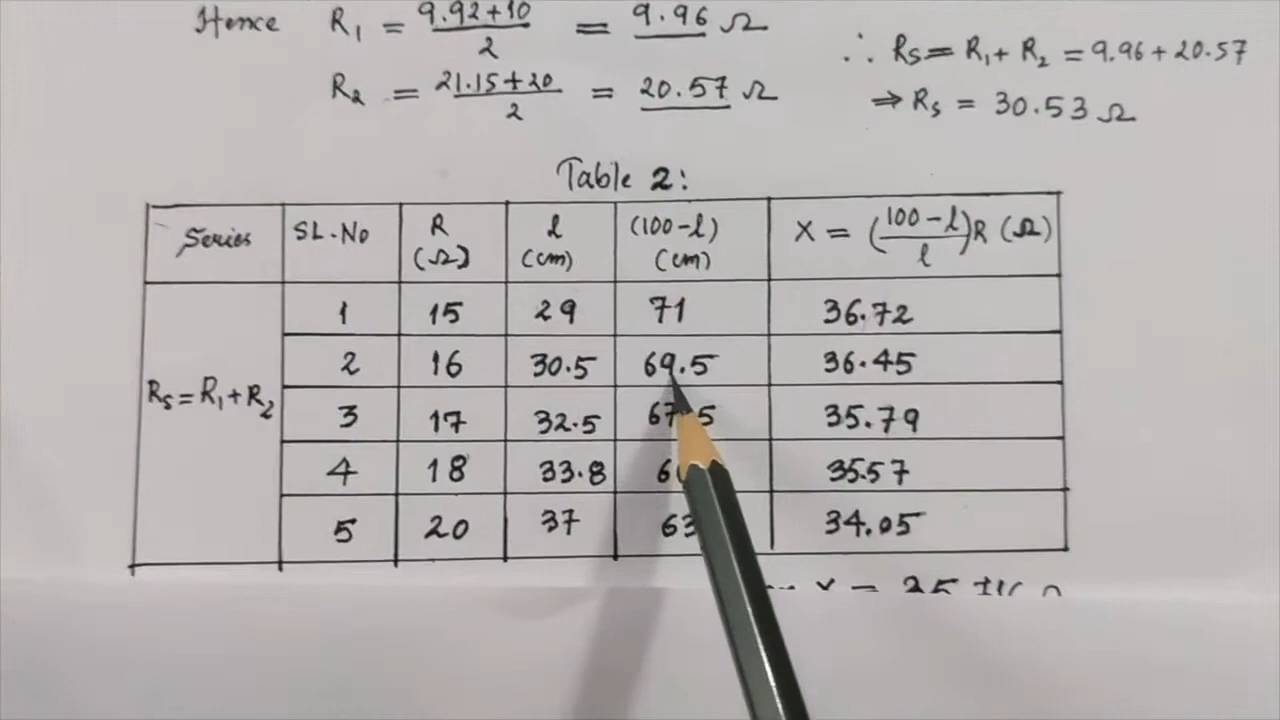 Hence R₁ = (9.92+10)/2 = 9.96 Ω
R₂ = (21.15+20)/2 = 20.57 Ω
∴ Rs = R₁+ R₂ = 9.96+20.57
⇒ Rs = 30.53 Ω
Table 2:
Series SL.No R (Ω) l (cm) (100-l) (cm) X = (100-l/l)R (Ω)
Rs = R₁+R₂
1 15 29 71 36.72
2 16 30.5 69.5 36.45
3 17 32.5 67.5 35.79
4 18 33.8 35.57
5 20 37 63 34.05